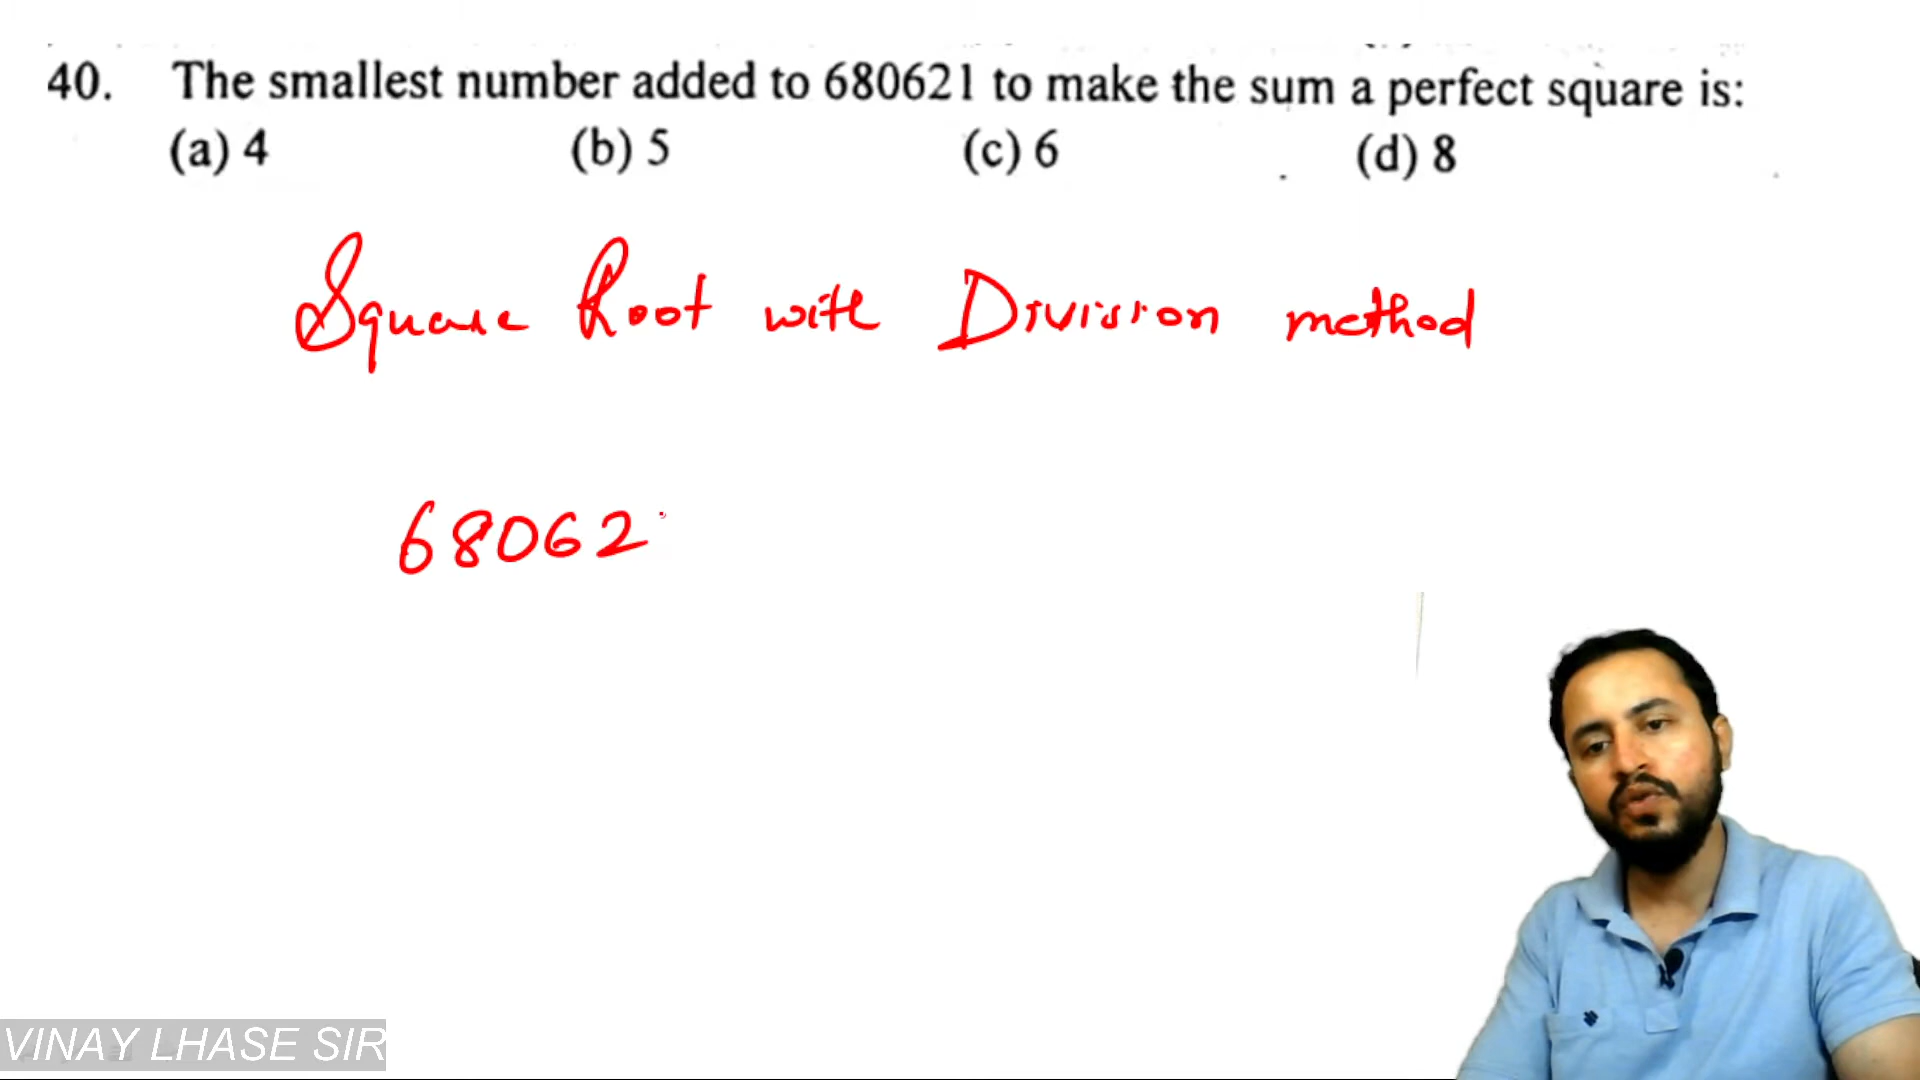 40. The smallest number added to 680621 to make the sum a perfect square is:
(a) 4 (b) 5 (c) 6 (d) 8
Square Root with Division method
68062
VINAY LHASE SIR